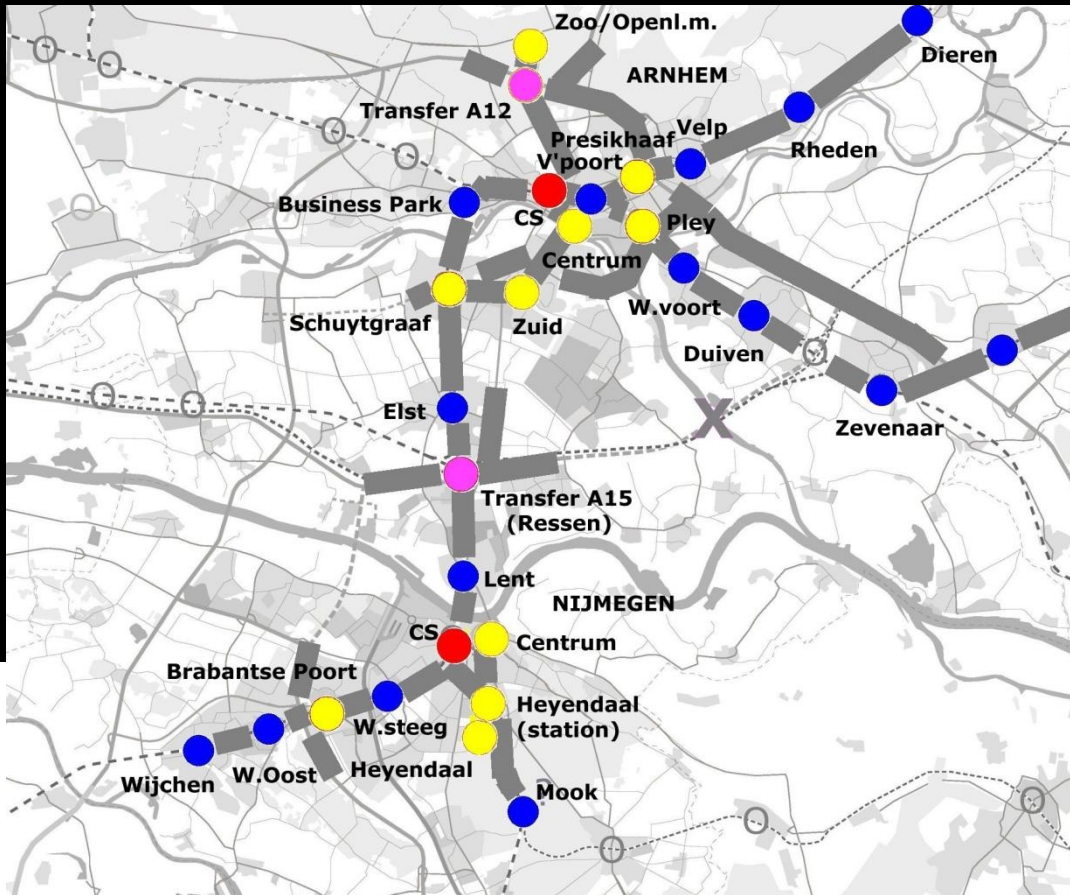 Zoo/Openl.m.
Dieren
ARNHEM
Transfer A12
Presikhaaf
Velp
V'poort
Rheden
Business Park
CS
Pley
Centrum
W.voort
Schuytgraaf
Zuid
Duiven
Elst
X
Zevenaar
Transfer A15
(Ressen)
Lent
NIJMEGEN
CS
Centrum
Brabantse Poort
Heyendaal
(station)
W.steeg
Wijchen
W.Oost
Heyendaal
?
Mook